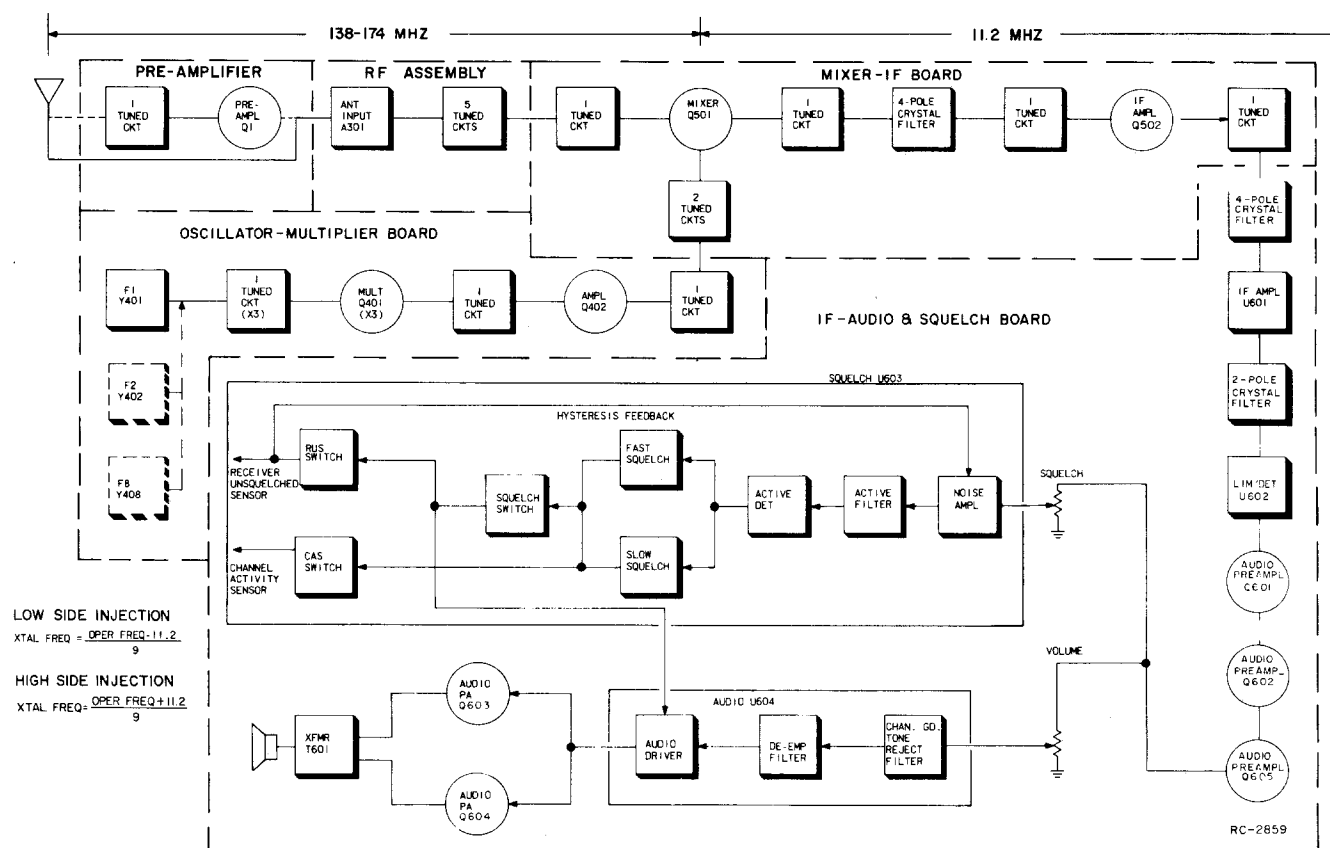 138-174 MHZ
11.2 MHZ
PRE-AMPLIFIER
RF ASSEMBLY
MIXER-IF BOARD
1
TUNED
CKT
PRE-
AMPL
Q1
ANT
INPUT
A301
5
TUNED
CKTS
1
TUNED
CKT
MIXER
Q501
1
TUNED
CKT
4-POLE
CRYSTAL
FILTER
1
TUNED
CKT
IF
AMPL
Q502
1
TUNED
CKT
2
TUNED
CKTS
4-POLE
CRYSTAL
FILTER
OSCILLATOR-MULTIPLIER BOARD
F1
Y401
1
TUNED
CKT
(X3)
MULT
Q401
(X3)
1
TUNED
CKT
AMPL
Q402
1
TUNED
CKT
IF AMPL
U601
IF-AUDIO & SQUELCH BOARD
F2
Y402
2-POLE
CRYSTAL
FILTER
SQUELCH U603
HYSTERESIS FEEDBACK
F8
Y408
RUS
SWITCH
RECEIVER
UNSQUELCHED
SENSOR
SQUELCH
SWITCH
FAST
SQUELCH
ACTIVE
DET
ACTIVE
FILTER
NOISE
AMPL
SQUELCH
LIM/DET
U602
CAS
SWITCH
CHANNEL
ACTIVITY
SENSOR
SLOW
SQUELCH
AUDIO
PREAMPL
Q601
LOW SIDE INJECTION
XTAL FREQ = OPER FREQ-11.2
9
HIGH SIDE INJECTION
XTAL FREQ= OPER FREQ+11.2
9
VOLUME
AUDIO
PREAMPL
Q602
AUDIO
PA
Q603
AUDIO U604
XFMR
T601
AUDIO
DRIVER
DE-EMP
FILTER
CHAN. GD.
TONE
REJECT
FILTER
AUDIO
PREAMPL
Q605
AUDIO
PA
Q604
RC-2859